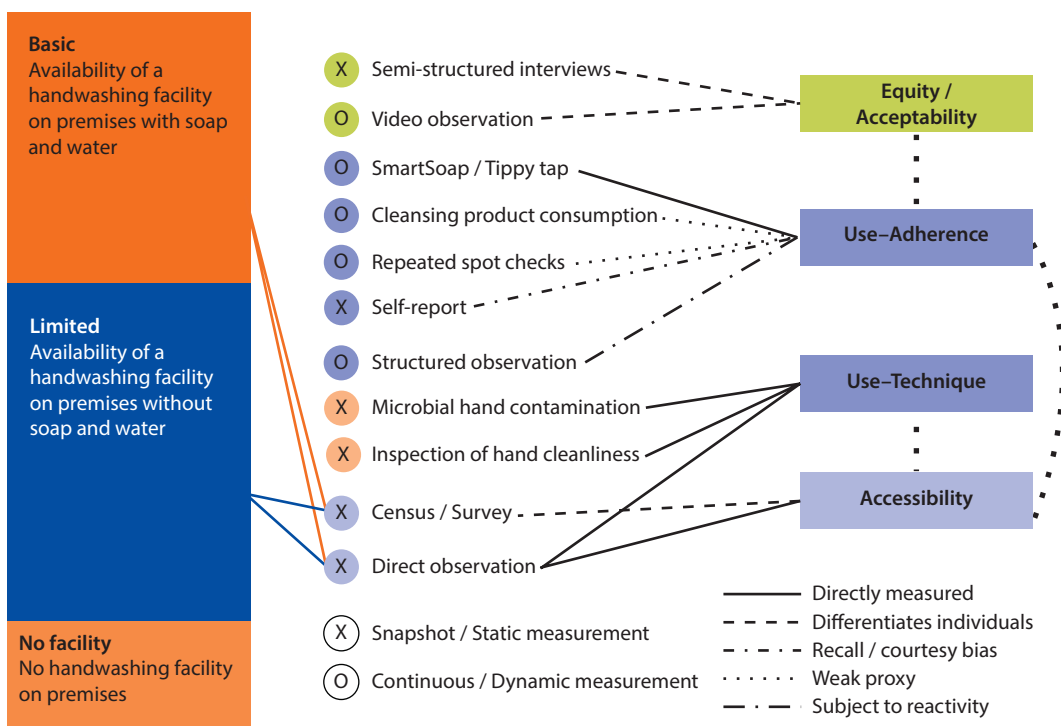 Basic
Availability of a
handwashing facility
on premises with soap
and water
Limited
Availability of a
handwashing facility
on premises without
soap and water
No facility
No handwashing facility
on premises
X Semi-structured interviews
O Video observation
O SmartSoap / Tippy tap
O Cleansing product consumption
O Repeated spot checks
X Self-report
O Structured observation
X Microbial hand contamination
X Inspection of hand cleanliness
X Census / Survey
X Direct observation
X Snapshot / Static measurement
O Continuous / Dynamic measurement
Equity /
Acceptability
Use–Adherence
Use–Technique
Accessibility
Directly measured
Differentiates individuals
Recall / courtesy bias
Weak proxy
Subject to reactivity